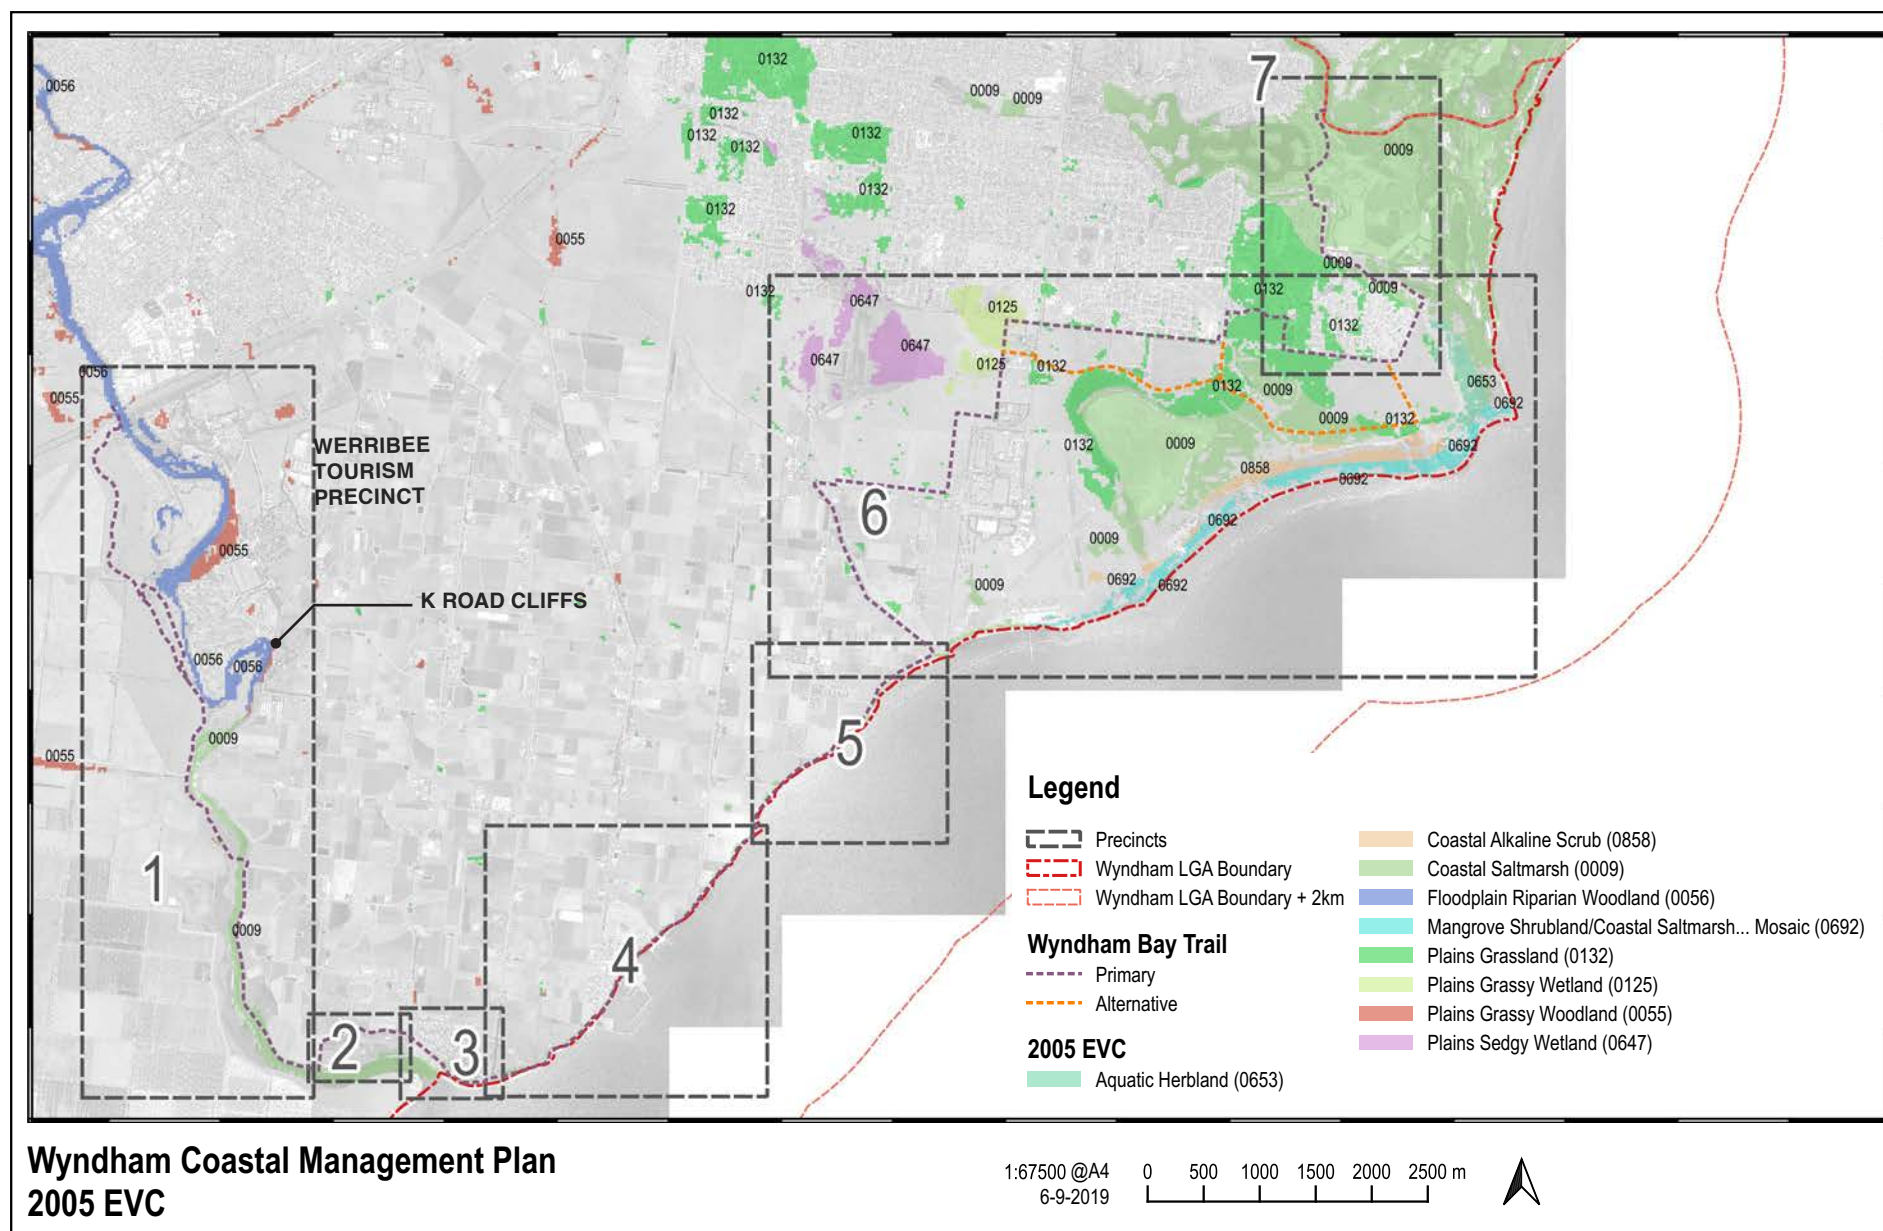 0056
0132
0009
0009
7
0132
0132
0132
0132
0009
0132
0132
0055
0009
0132
0132
0009
0647
0125
0132
0647
0647
0125
0132
0056
0055
0132
0009
0653
0692
0009
0132
WERRIBEE
TOURISM
PRECINCT
0132
0009
0692
0858
0692
6
0692
0055
0009
0692
0692
0009
K ROAD CLIFFS
0056
0056
0009
0055
5
1
0009
4
2
3
Legend
Precincts
Wyndham LGA Boundary
Wyndham LGA Boundary + 2km
Wyndham Bay Trail
Primary
Alternative
2005 EVC
Aquatic Herbland (0653)
Coastal Alkaline Scrub (0858)
Coastal Saltmarsh (0009)
Floodplain Riparian Woodland (0056)
Mangrove Shrubland/Coastal Saltmarsh... Mosaic (0692)
Plains Grassland (0132)
Plains Grassy Wetland (0125)
Plains Grassy Woodland (0055)
Plains Sedgy Wetland (0647)
Wyndham Coastal Management Plan
2005 EVC
1:67500 @A4
6-9-2019
0 500 1000 1500 2000 2500 m